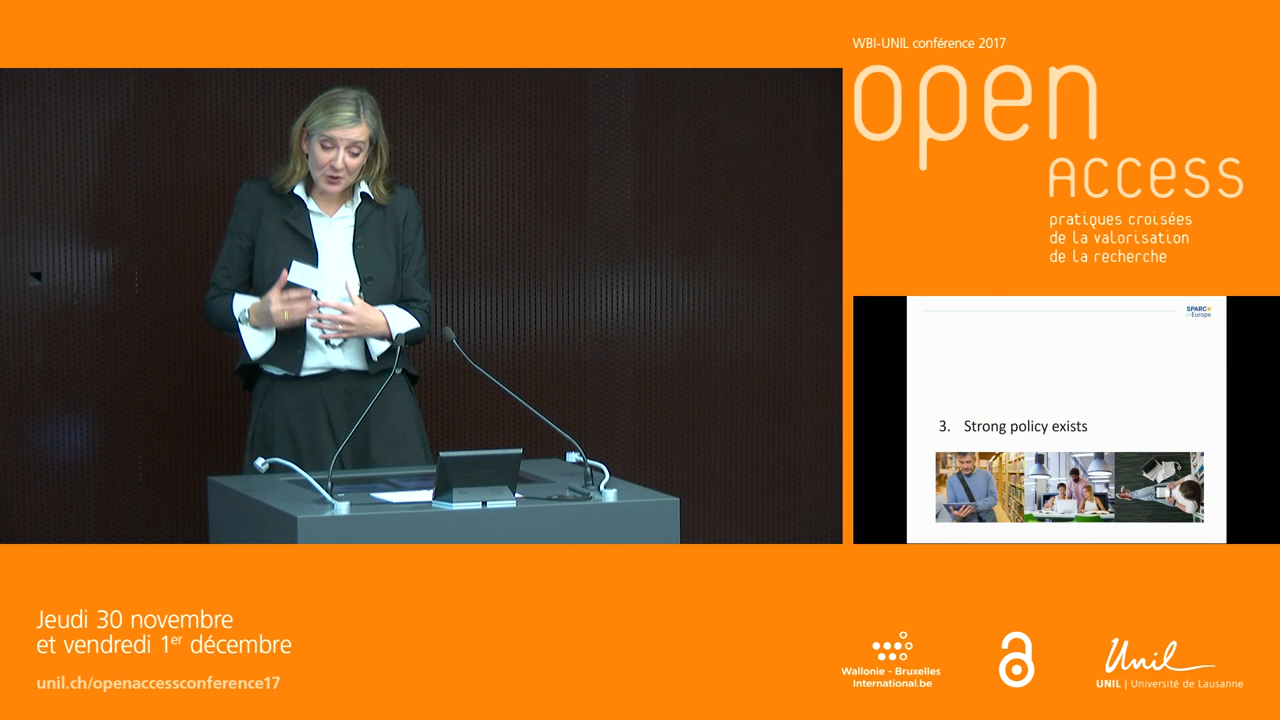 WBI-UNIL conférence 2017
open
access
pratiques croisées
de la valorisation
de la recherche
SPARC
Europe
3. Strong policy exists
Jeudi 30 novembre
et vendredi 1er décembre
unil.ch/openaccessconference17
Wallonie - Bruxelles
International.be
Unil
UNIL | Université de Lausanne